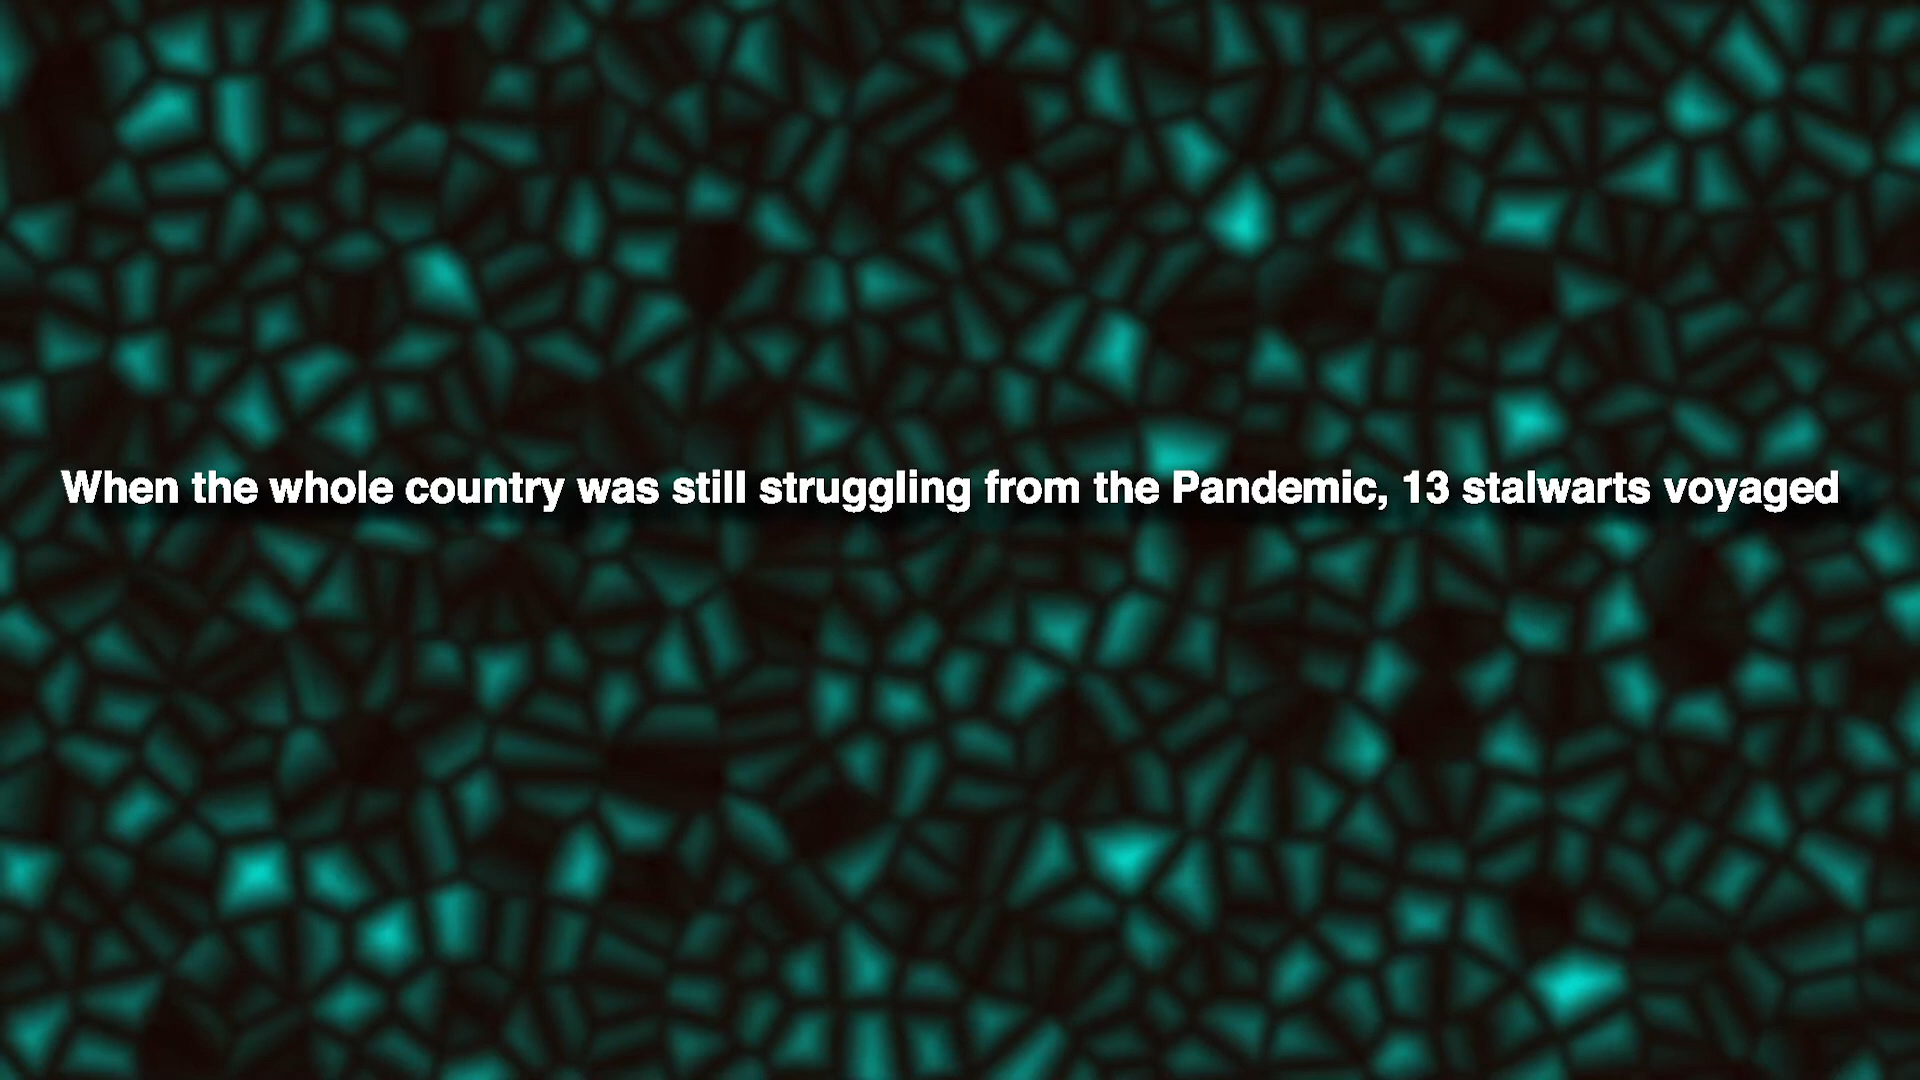 When the whole country was still struggling from the Pandemic, 13 stalwarts voyaged